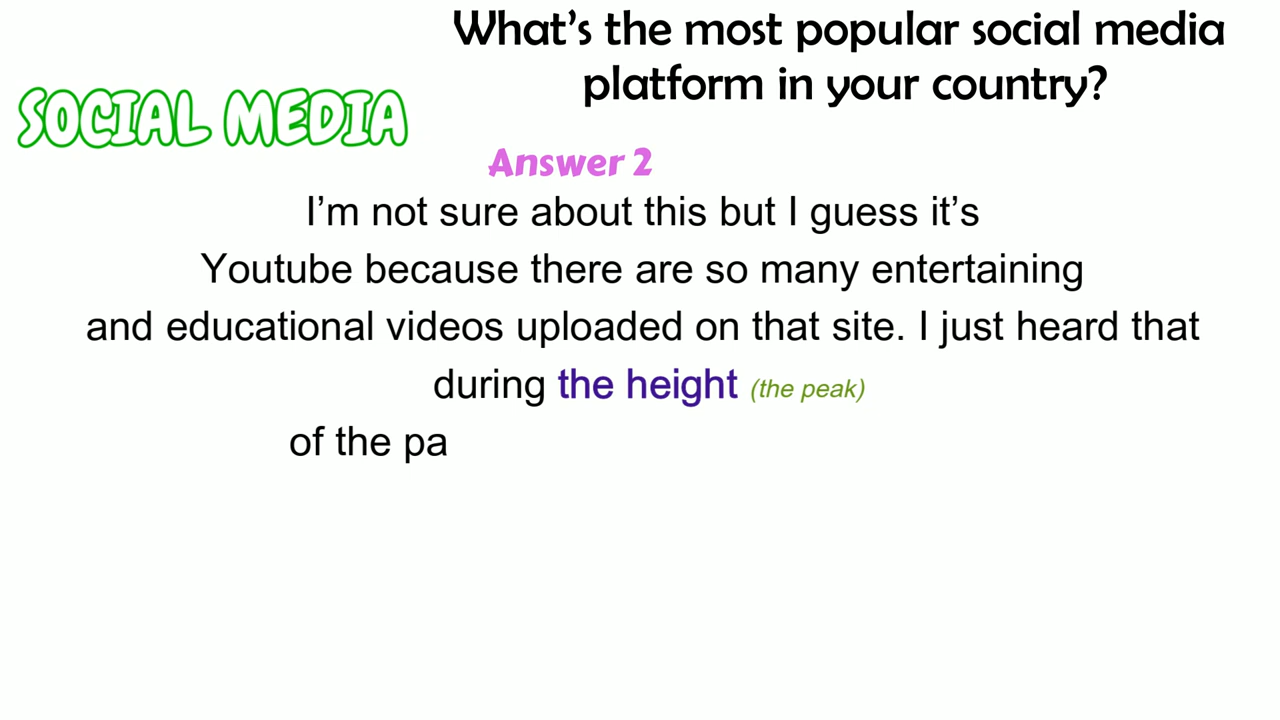 What's the most popular social media
platform in your country?
SOCIAL MEDIA
Answer 2
I'm not sure about this but I guess it's
Youtube because there are so many entertaining
and educational videos uploaded on that site. I just heard that
during the height (the peak)
of the pa